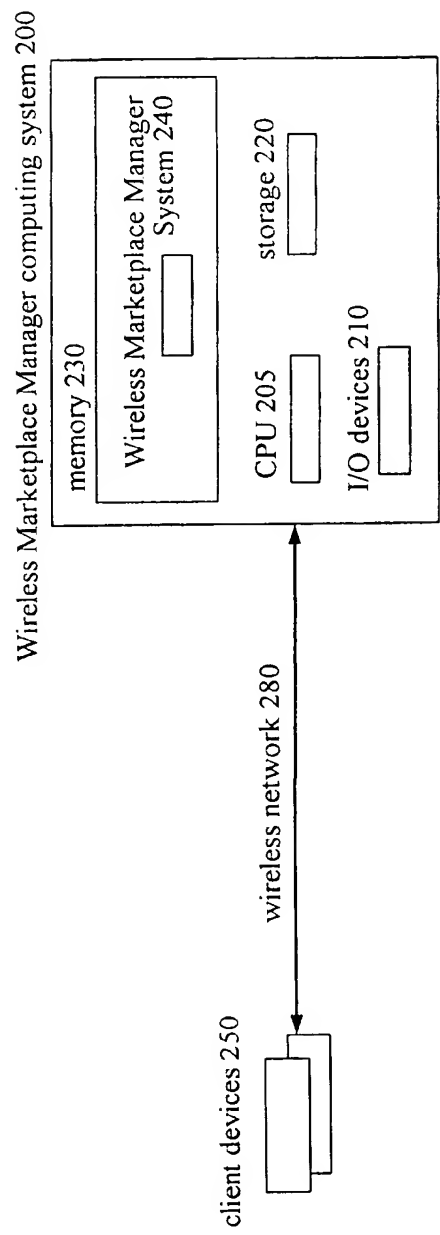 Wireless Marketplace Manager computing system 200
memory 230
Wireless Marketplace Manager
System 240
CPU 205
storage 220
I/O devices 210
wireless network 280
client devices 250